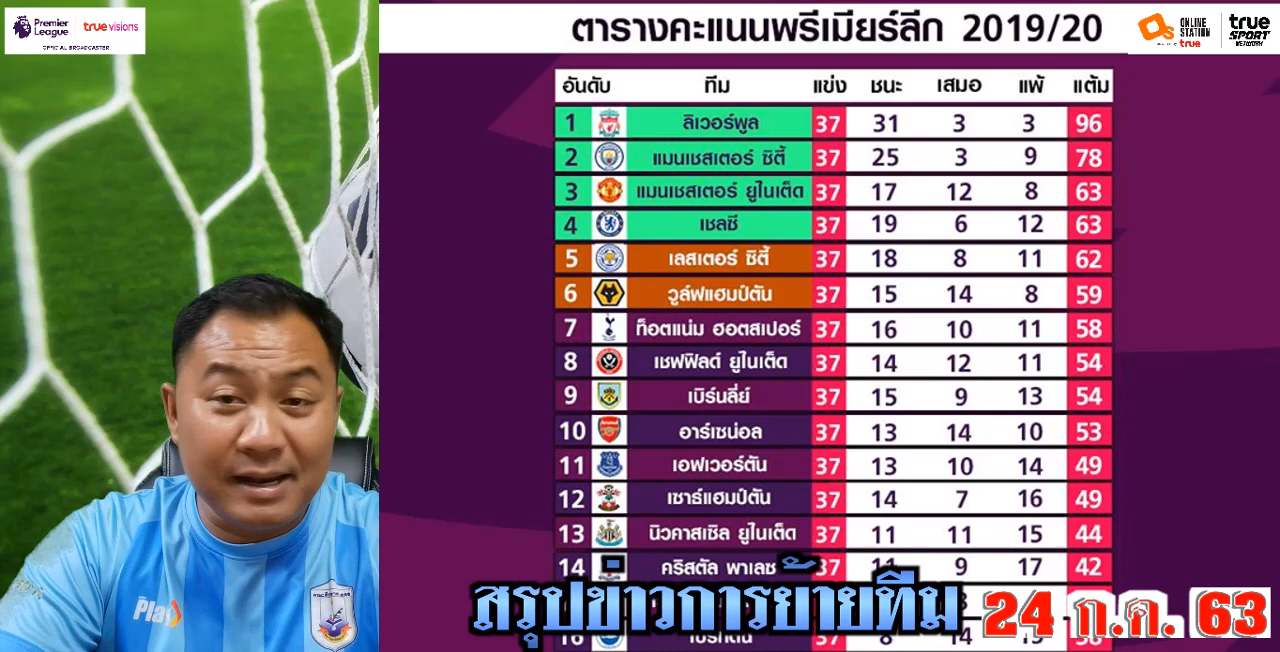 Premier League
true visions
OFFICIAL BROADCASTER
ตารางคะแนนพรีเมียร์ลีก 2019/20
ONLINE STATION
by true
true
SPORT
NETWORK
อันดับ ทีม แข่ง ชนะ เสมอ แพ้ แต้ม
1 ลิเวอร์พูล 37 31 3 3 96
2 แมนเชสเตอร์ ซิตี้ 37 25 3 9 78
3 แมนเชสเตอร์ ยูไนเต็ด 37 17 12 8 63
4 เชลซี 37 19 6 12 63
5 เลสเตอร์ ซิตี้ 37 18 8 11 62
6 วูล์ฟแฮมป์ตัน 37 15 14 8 59
7 ท็อตแน่ม ฮอตสเปอร์ 37 16 10 11 58
8 เชฟฟิลด์ ยูไนเต็ด 37 14 12 11 54
9 เบิร์นลี่ย์ 37 15 9 13 54
10 อาร์เซน่อล 37 13 14 10 53
11 เอฟเวอร์ตัน 37 13 10 14 49
12 เซาธ์แฮมป์ตัน 37 14 7 16 49
13 นิวคาสเซิล ยูไนเต็ด 37 11 11 15 44
14 คริสตัล พาเลซ 37 11 9 17 42
สรุปข่าวการย้ายทีม 24 ก.ค. 63
16 37 8 14
Play